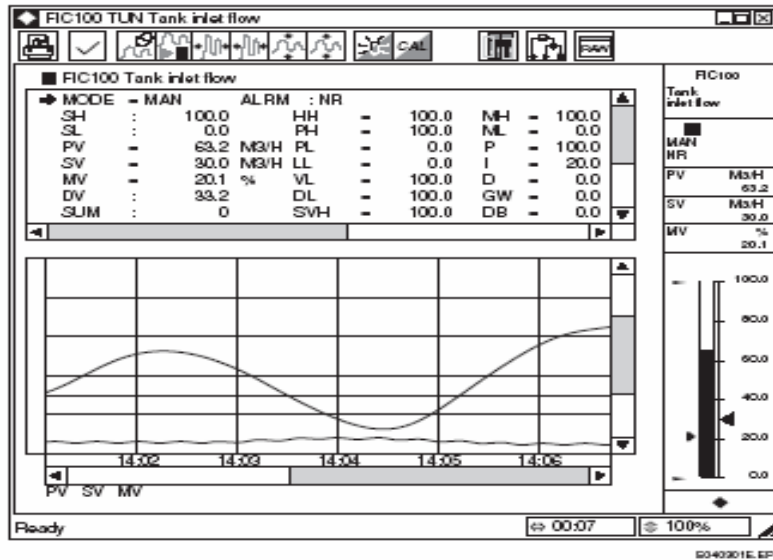 FIC100 TUN Tank inlet flow
CAL
RAW
FIC100 Tank inlet flow
MODE = MAN ALRM : NR
SH : 100.0 HH = 100.0 MH = 100.0
SL : 0.0 PH = 100.0 ML = 0.0
PV = 63.2 M3/H PL = 0.0 P = 100.0
SV = 30.0 M3/H LL = 0.0 I = 20.0
MV = 20.1 % VL = 100.0 D = 0.0
DV : 33.2 DL = 100.0 GW = 0.0
SUM : 0 SVH = 100.0 DB = 0.0
14:02 14:03 14:04 14:05 14:06
PV SV MV
FIC100
Tank
inlet flow
MAN
NR
PV M3/H
63.2
SV M3/H
30.0
MV %
20.1
100.0
80.0
60.0
40.0
20.0
0.0
Ready
00:07
100%